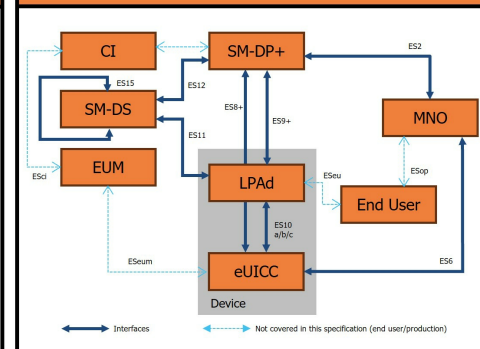 CI
SM-DP+
ES2
ES15
ES12
SM-DS
ES8+
ES9+
MNO
ES11
ESci
EUM
LPAd
ESeu
ESop
End User
ES10
a/b/c
ESeum
eUICC
ES6
Device
Interfaces
Not covered in this specification (end user/production)